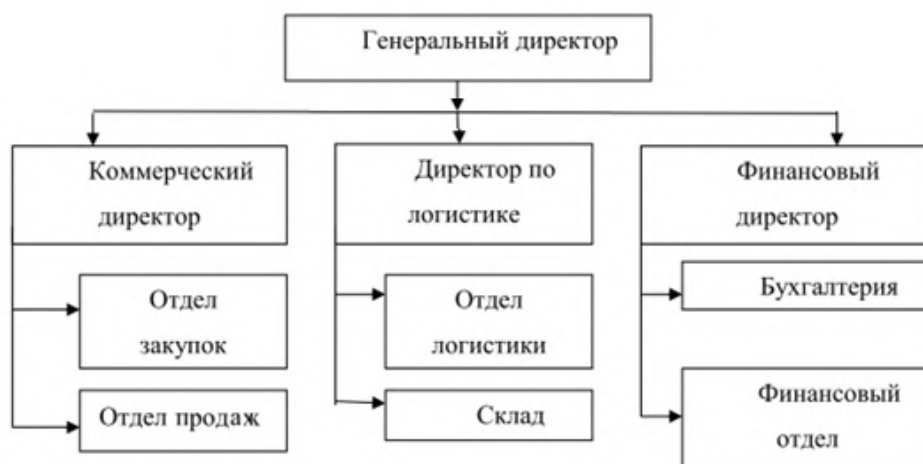 Генеральный директор
Коммерческий
директор
Директор по
логистике
Финансовый
директор
Отдел
закупок
Отдел
логистики
Бухгалтерия
Отдел продаж
Склад
Финансовый
отдел